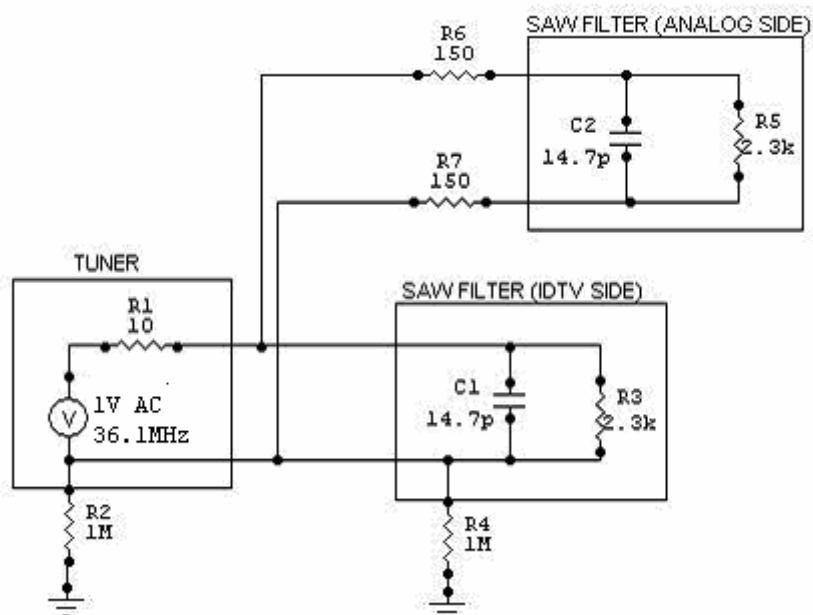 SAW FILTER (ANALOG SIDE)
R6
150
C2
14.7p
R5
2.3k
R7
150
TUNER
SAW FILTER (IDTV SIDE)
R1
10
1V AC
36.1MHz
V
C1
14.7p
R3
2.3k
R2
1M
R4
1M